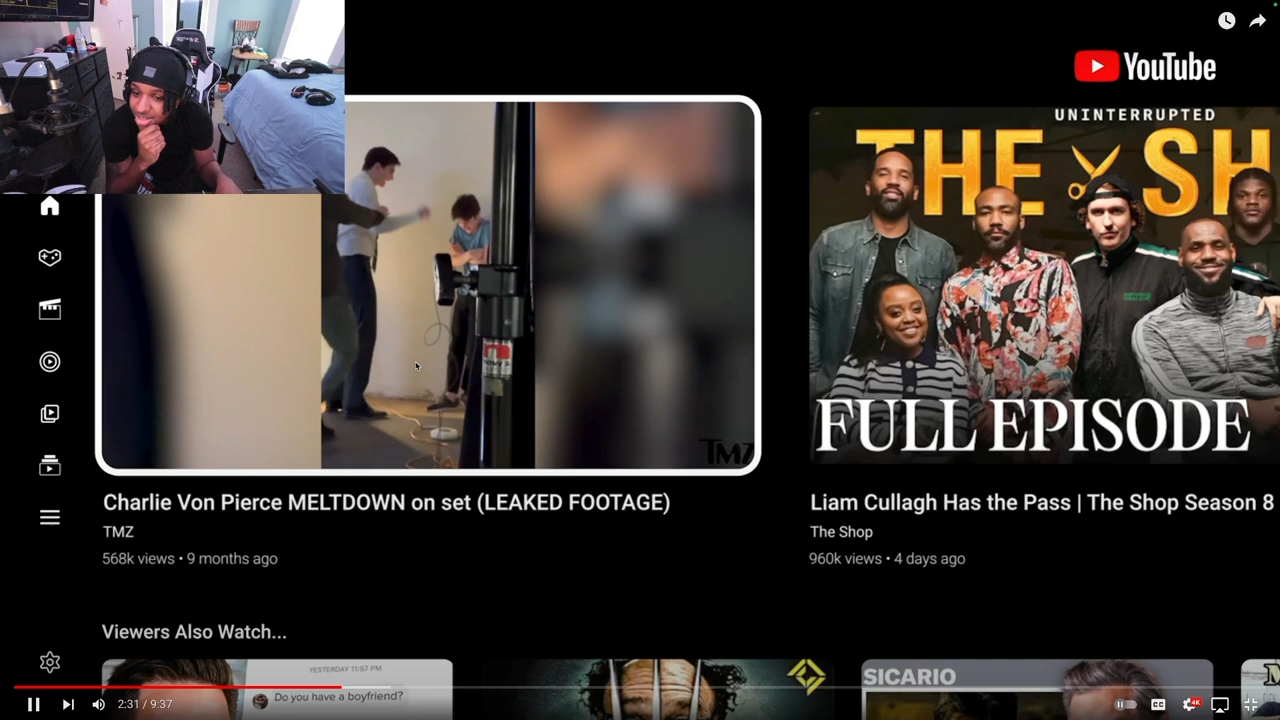 YouTube
UNINTERRUPTED
THE SH
FULL EPISODE
TMZ
Charlie Von Pierce MELTDOWN on set (LEAKED FOOTAGE)
TMZ
568k views • 9 months ago
Liam Cullagh Has the Pass | The Shop Season 8
The Shop
960k views • 4 days ago
Viewers Also Watch...
YESTERDAY 11:57 PM
Do you have a boyfriend?
SICARIO
2:31 / 9:37
4K